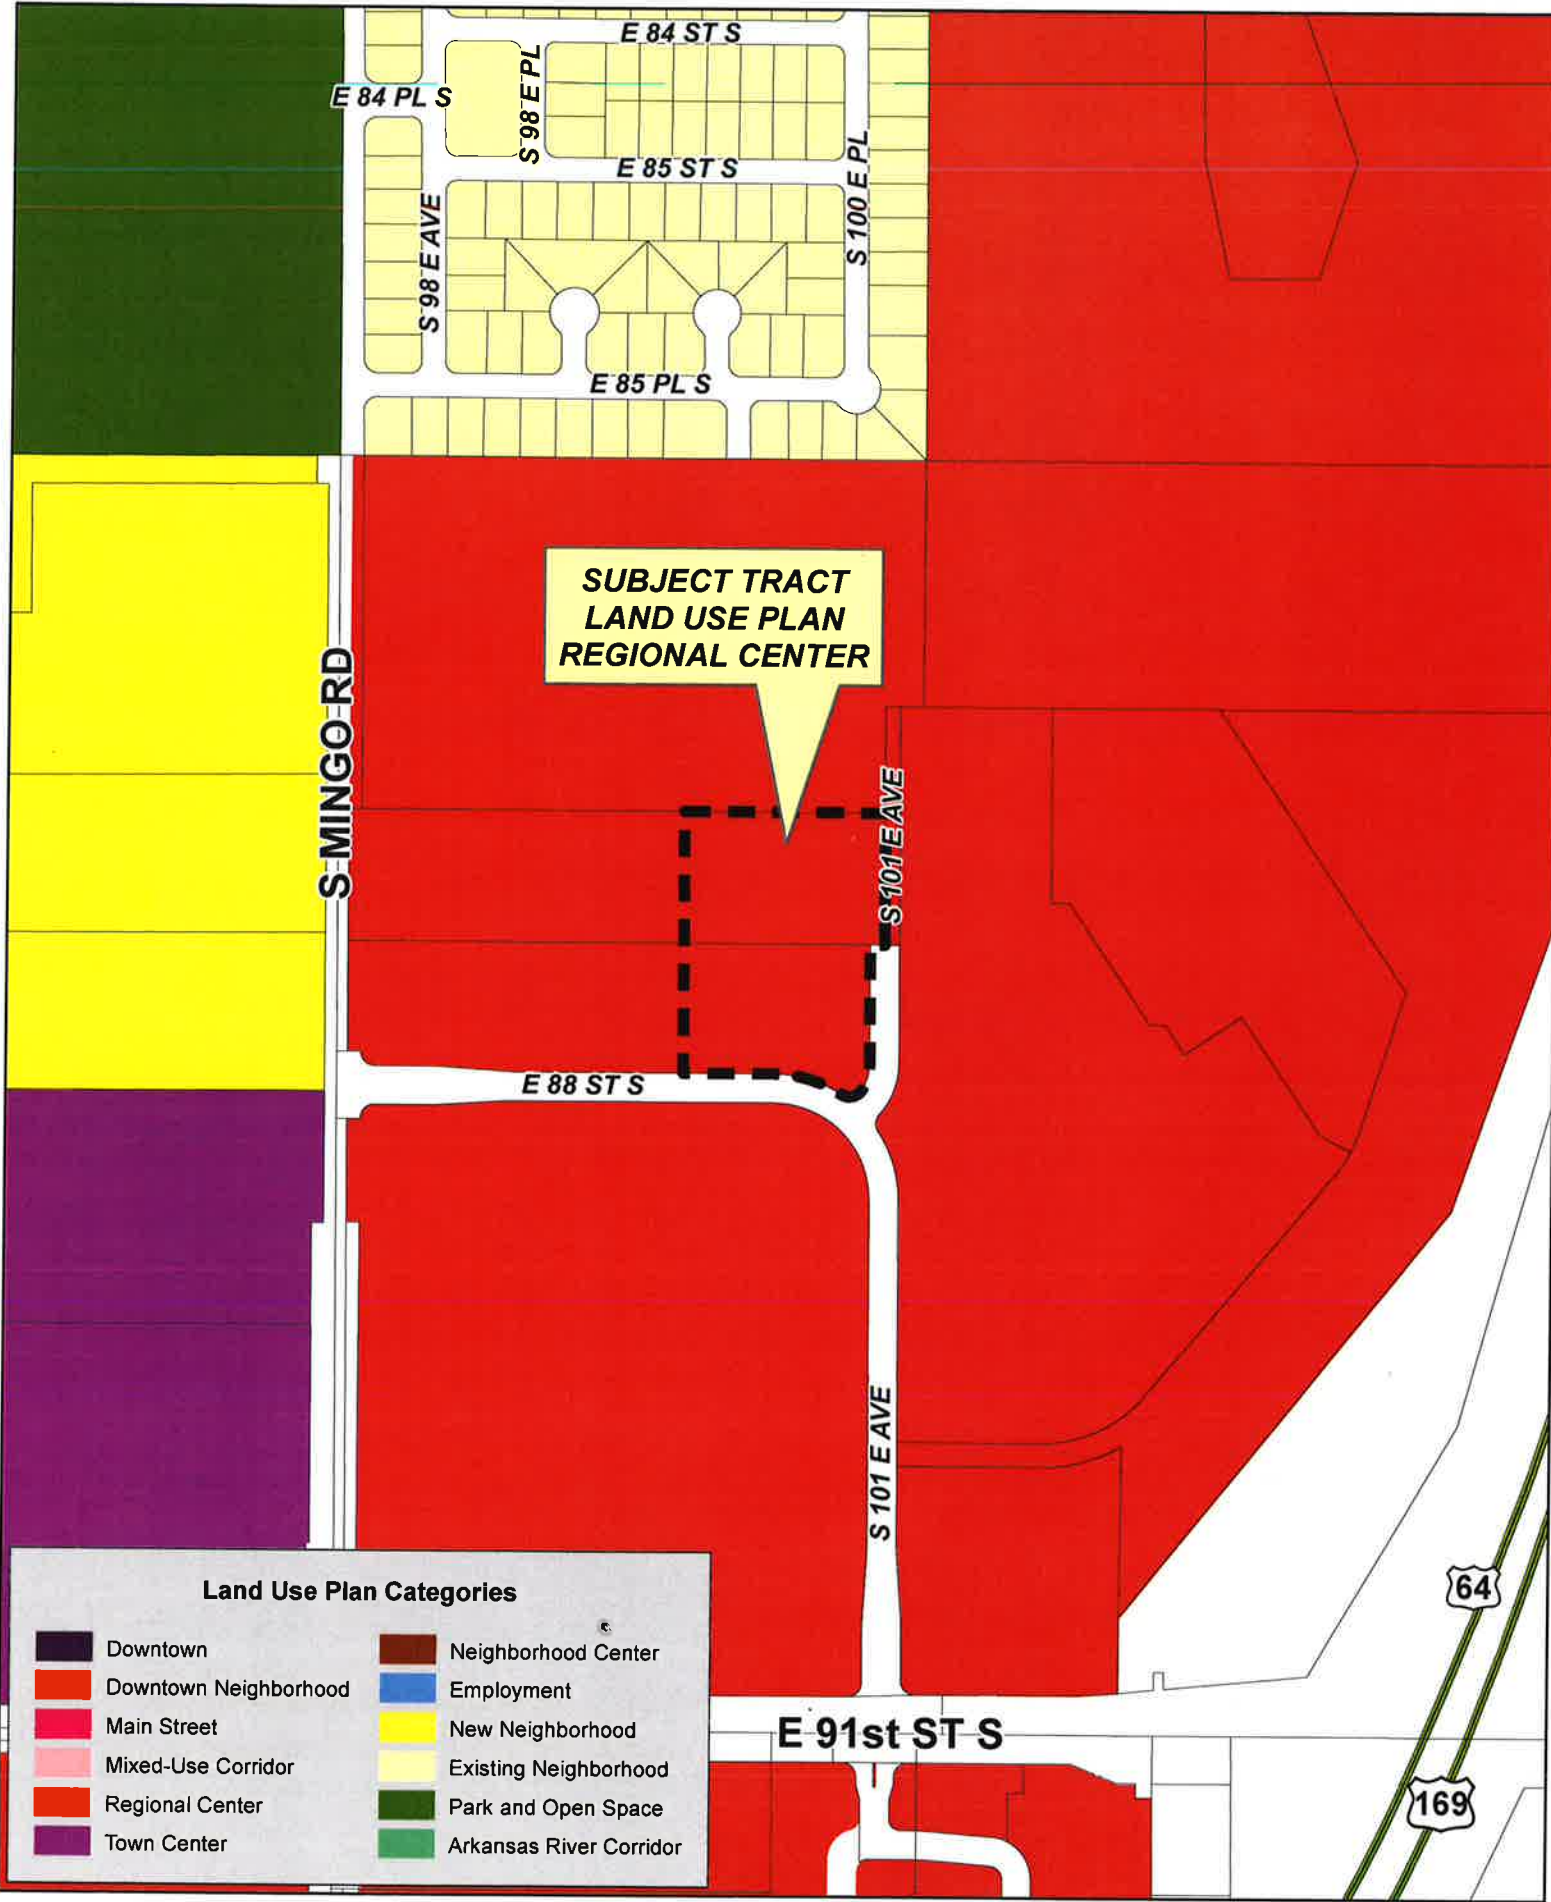 E 84 ST S
E 84 PL S
S 98 E PL
E 85 ST S
S 100 E PL
S 98 E AVE
E 85 PL S
SUBJECT TRACT
LAND USE PLAN
REGIONAL CENTER
S MINGO RD
S 101 E AVE
E 88 ST S
S 101 E AVE
64
169
E 91st ST S
Land Use Plan Categories
Downtown
Downtown Neighborhood
Main Street
Mixed-Use Corridor
Regional Center
Town Center
Neighborhood Center
Employment
New Neighborhood
Existing Neighborhood
Park and Open Space
Arkansas River Corridor